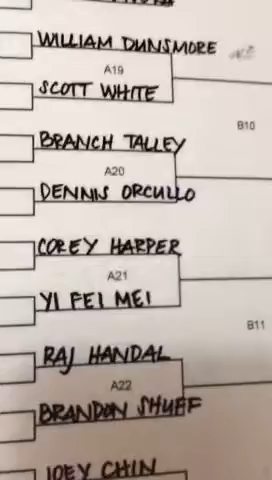 WILLIAM DUNSMORE
A19
SCOTT WHITE
B10
BRANCH TALLEY
A20
DENNIS ORCULLO
COREY HARPER
A21
YI FEI MEI
B11
RAJ HANDAL
A22
BRANDON SHUFF
JOEY CHIN